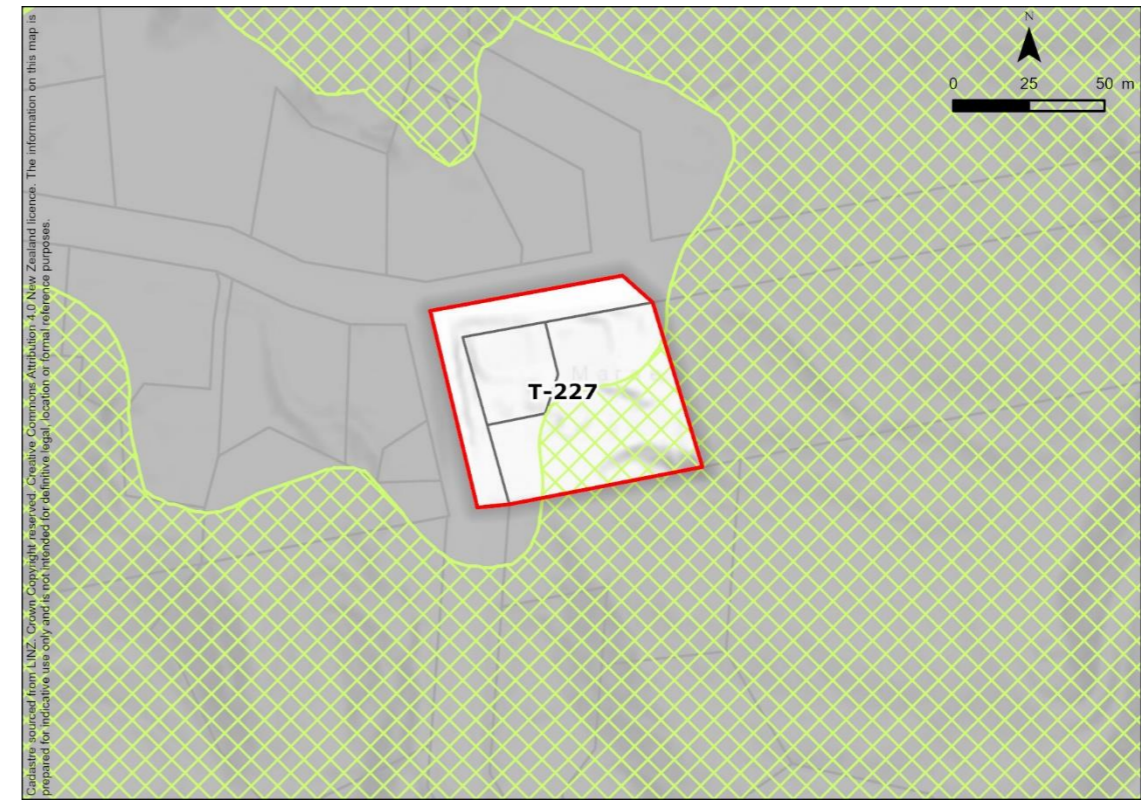 Cadastre sourced from LINZ. Crown Copyright reserved. Creative Commons Attribution 4.0 New Zealand licence. The information on this map is
prepared for indicative use only and is not intended for definitive legal, location or formal reference purposes.
N
0 25 50 m
T-227